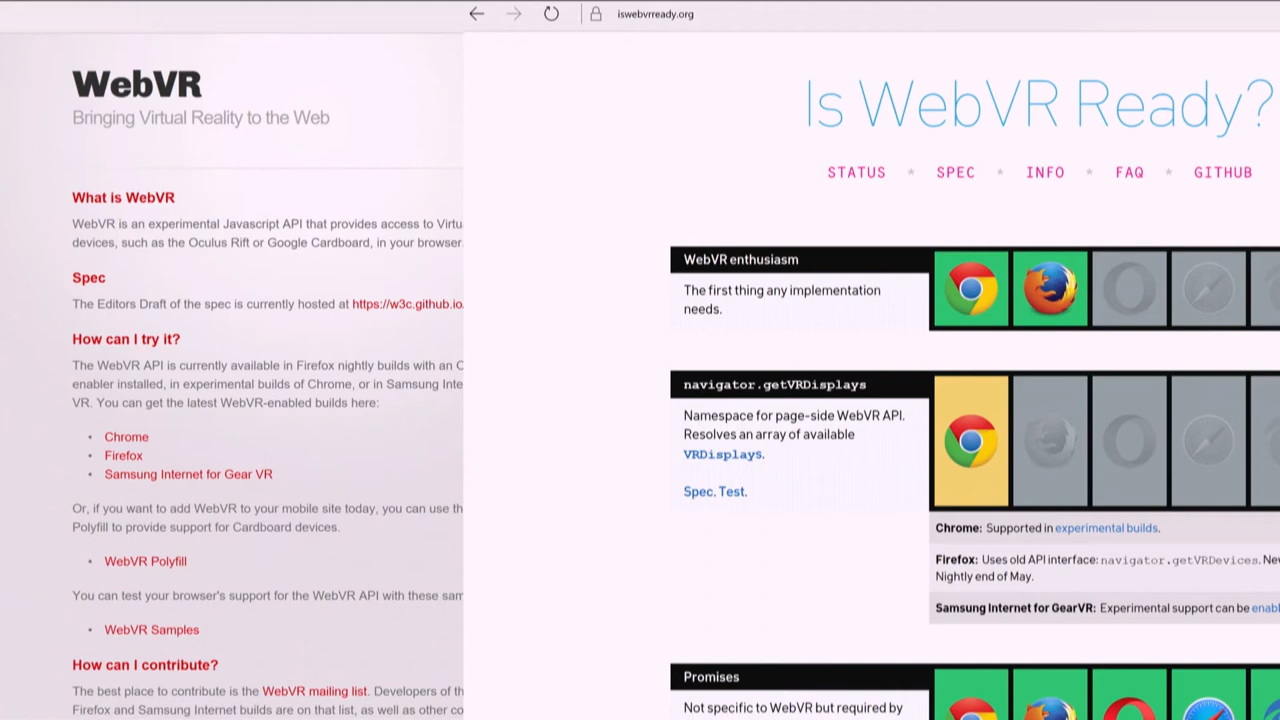 iswebvrready.org
WebVR
Bringing Virtual Reality to the Web
What is WebVR
WebVR is an experimental Javascript API that provides access to Virtu
devices, such as the Oculus Rift or Google Cardboard, in your browser
Spec
The Editors Draft of the spec is currently hosted at https://w3c.github.io
How can I try it?
The WebVR API is currently available in Firefox nightly builds with an
enabler installed, in experimental builds of Chrome, or in Samsung Inte
VR. You can get the latest WebVR-enabled builds here:
• Chrome
• Firefox
• Samsung Internet for Gear VR
Or, if you want to add WebVR to your mobile site today, you can use th
Polyfill to provide support for Cardboard devices.
• WebVR Polyfill
You can test your browser's support for the WebVR API with these sam
• WebVR Samples
How can I contribute?
The best place to contribute is the WebVR mailing list. Developers of th
Firefox and Samsung Internet builds are on that list, as well as other co
Is WebVR Ready?
STATUS * SPEC * INFO * FAQ * GITHUB
WebVR enthusiasm
The first thing any implementation
needs.
navigator.getVRDisplays
Namespace for page-side WebVR API.
Resolves an array of available
VRDisplays.
Spec. Test.
Chrome: Supported in experimental builds.
Firefox: Uses old API interface: navigator.getVRDevices. Ne
Nightly end of May.
Samsung Internet for GearVR: Experimental support can be enabl
Promises
Not specific to WebVR but required by